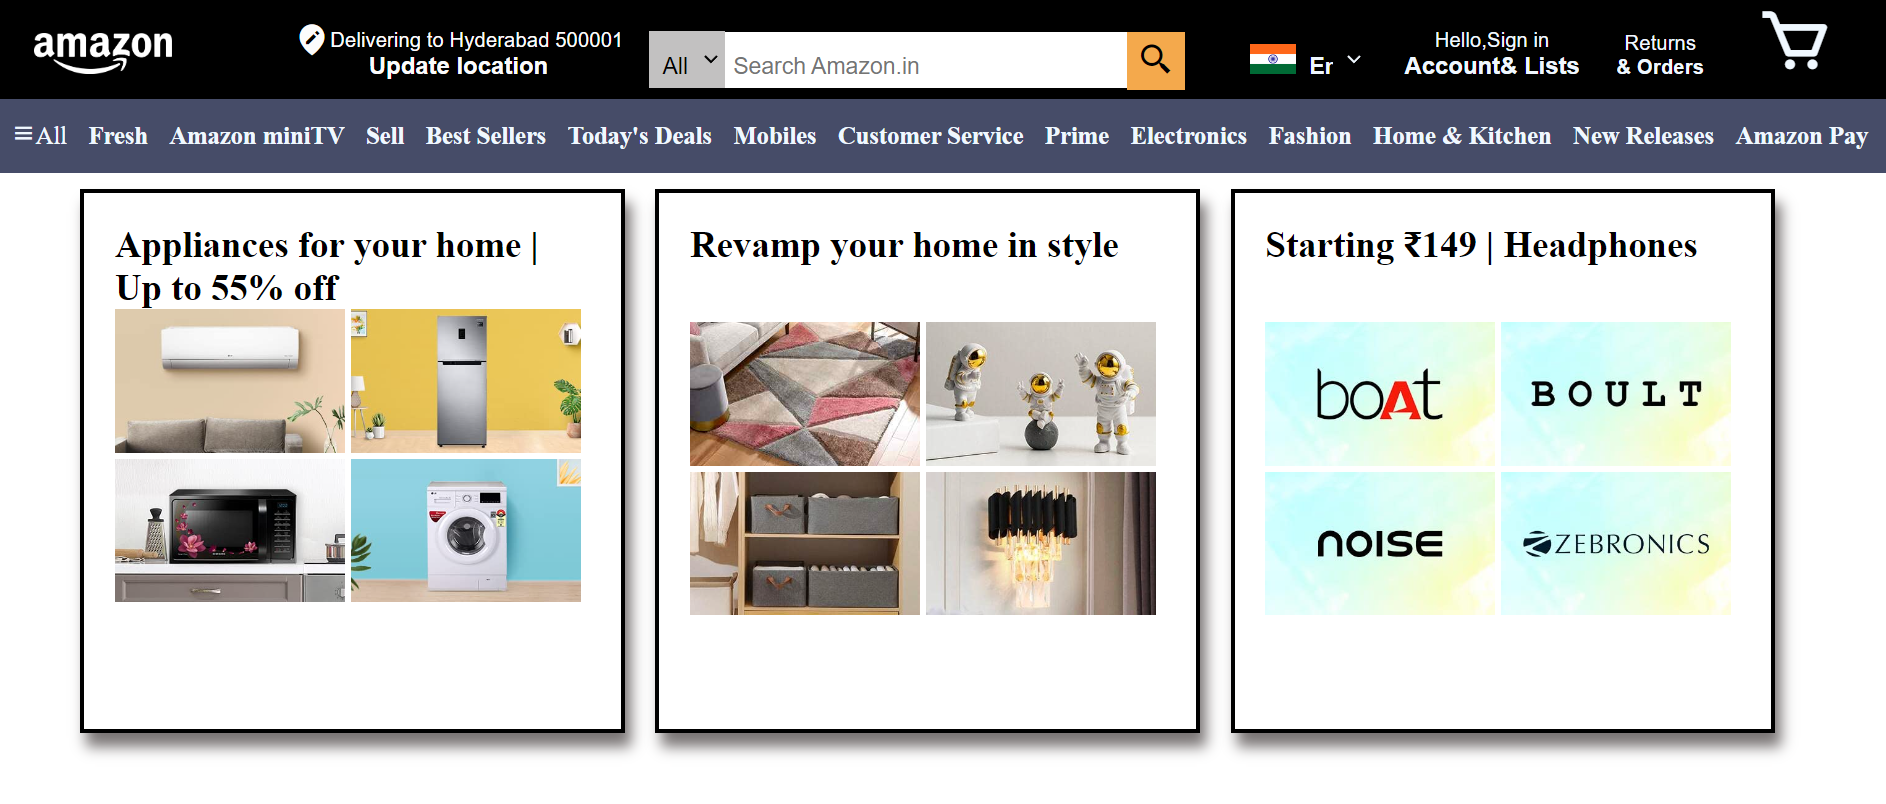 amazon
Delivering to Hyderabad 500001
Update location
All
Search Amazon.in
Er
Hello,Sign in
Account& Lists
Returns
& Orders
All Fresh Amazon miniTV Sell Best Sellers Today's Deals Mobiles Customer Service Prime Electronics Fashion Home & Kitchen New Releases Amazon Pay
Appliances for your home |
Up to 55% off
Revamp your home in style
Starting ₹149 | Headphones
boAt
BOULT
NOISE
ZEBRONICS